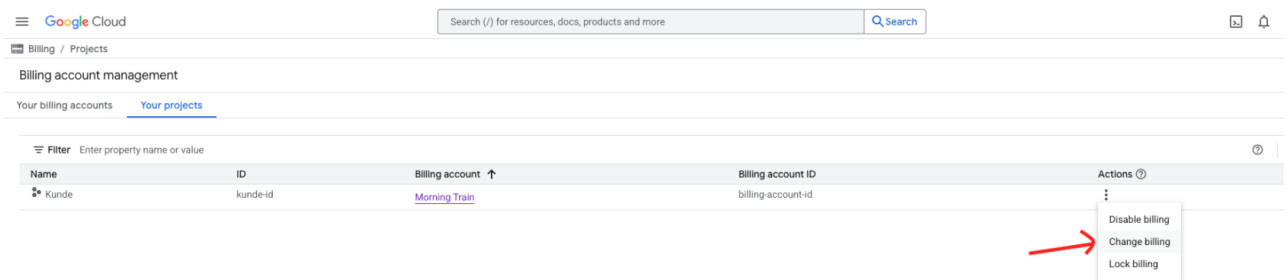 Google Cloud
Search (/) for resources, docs, products and more
Search
Billing / Projects
Billing account management
Your billing accounts
Your projects
Filter Enter property name or value
Name ID Billing account Billing account ID Actions
Kunde kunde-id Morning Train billing-account-id
Disable billing
Change billing
Lock billing